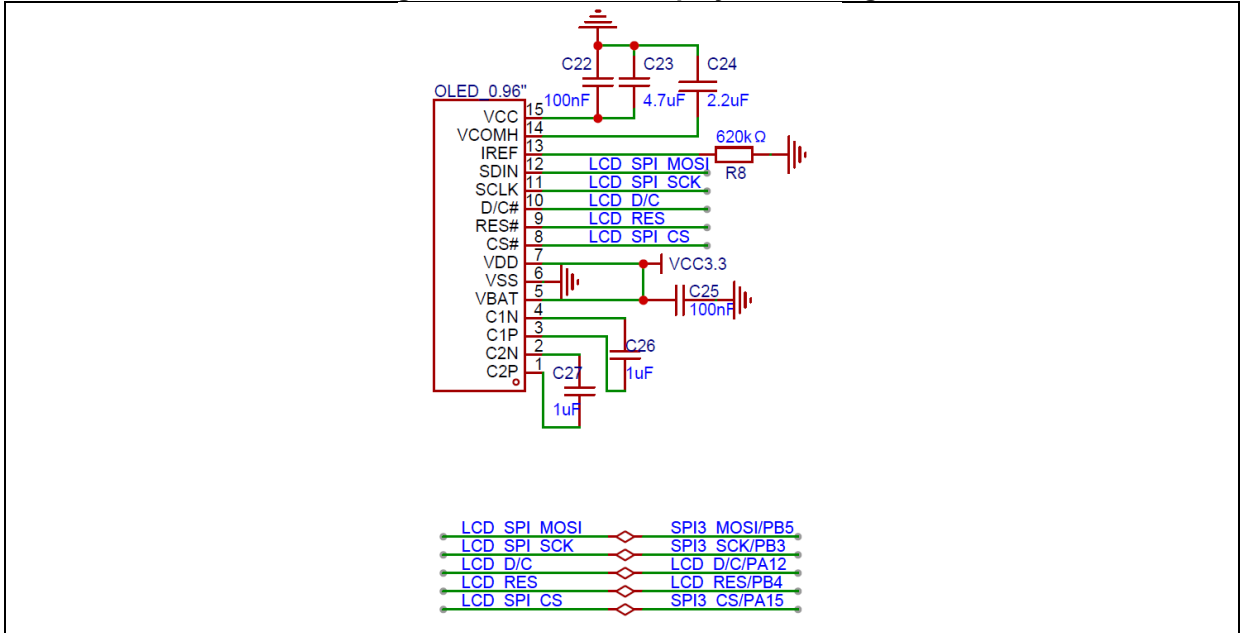 C22 C23 C24
OLED_0.96"
100nF 4.7uF 2.2uF
VCC 15
VCOMH 14
620kΩ
IREF 13
R8
SDIN 12 LCD_SPI_MOSI
SCLK 11 LCD_SPI_SCK
D/C# 10 LCD_D/C
RES# 9 LCD_RES
CS# 8 LCD_SPI_CS
VDD 7 VCC3.3
VSS 6
VBAT 5 C25
100nF
C1N 4
C1P 3
C26
C2N 2
C2P 1 C27 1uF
1uF
LCD_SPI_MOSI SPI3_MOSI/PB5
LCD_SPI_SCK SPI3_SCK/PB3
LCD_D/C LCD_D/C/PA12
LCD_RES LCD_RES/PB4
LCD_SPI_CS SPI3_CS/PA15